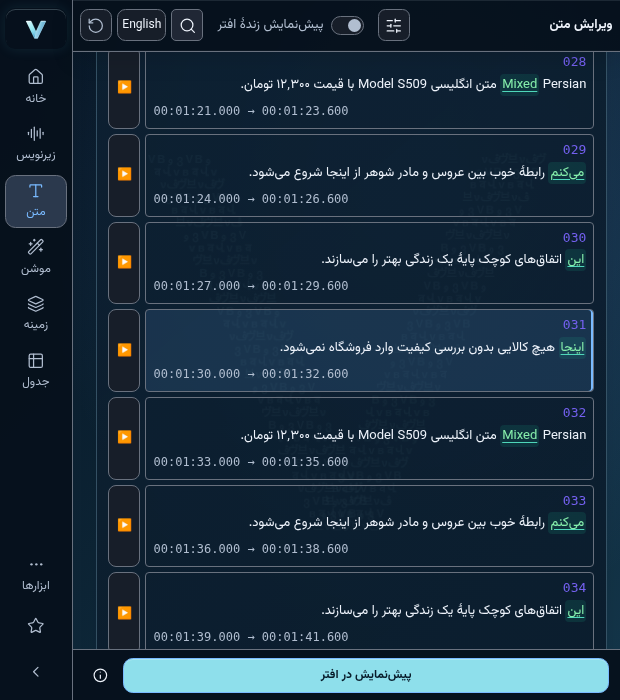 ویرایش متن
پیش‌نمایش زندهٔ افتر
English
خانه
زیرنویس
متن
موشن
زمینه
جدول
ابزارها
028
Mixed Persian متن انگلیسی Model S509 با قیمت ۱۲,۳۰۰ تومان.
00:01:21.000 → 00:01:23.600
029
می‌کنم رابطهٔ خوب بین عروس و مادر شوهر از اینجا شروع می‌شود.
00:01:24.000 → 00:01:26.600
030
این اتفاق‌های کوچک پایهٔ یک زندگی بهتر را می‌سازند.
00:01:27.000 → 00:01:29.600
031
اینجا هیچ کالایی بدون بررسی کیفیت وارد فروشگاه نمی‌شود.
00:01:30.000 → 00:01:32.600
032
Mixed Persian متن انگلیسی Model S509 با قیمت ۱۲,۳۰۰ تومان.
00:01:33.000 → 00:01:35.600
033
می‌کنم رابطهٔ خوب بین عروس و مادر شوهر از اینجا شروع می‌شود.
00:01:36.000 → 00:01:38.600
034
این اتفاق‌های کوچک پایهٔ یک زندگی بهتر را می‌سازند.
00:01:39.000 → 00:01:41.600
پیش‌نمایش در افتر